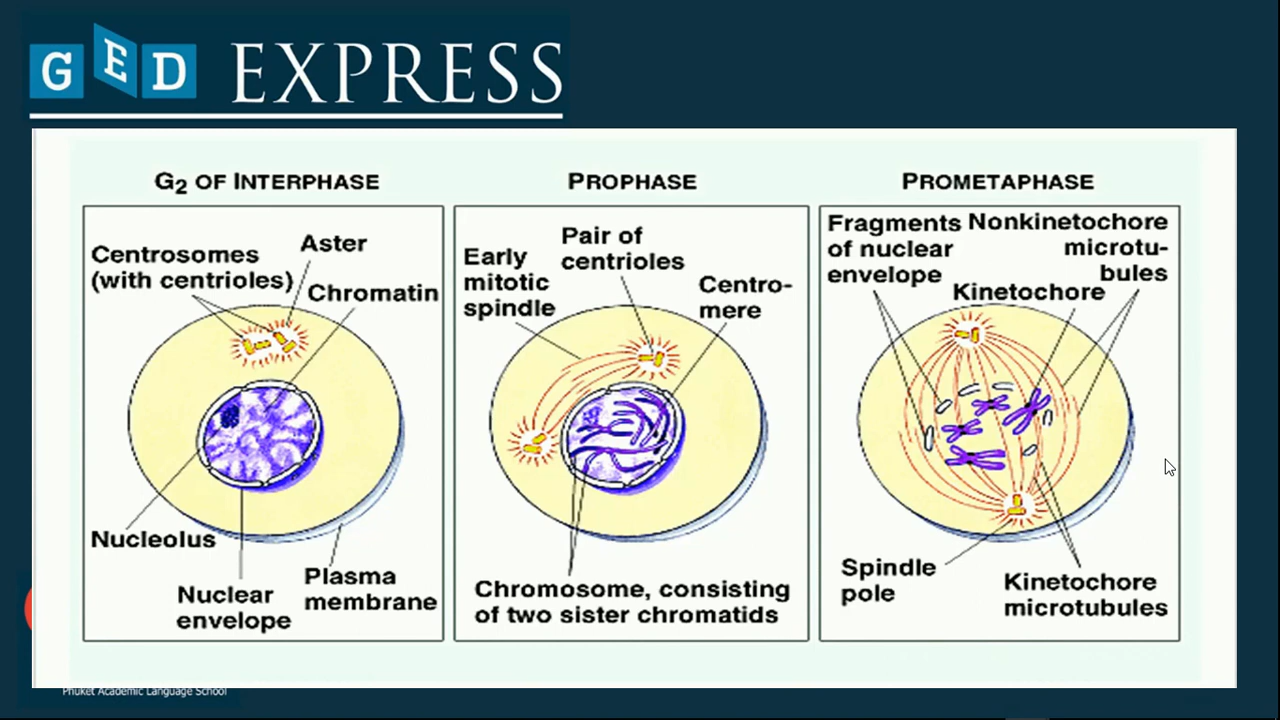 GED EXPRESS
G2 OF INTERPHASE
Centrosomes
(with centrioles)
Aster
Chromatin
Nucleolus
Nuclear
envelope
Plasma
membrane
PROPHASE
Early
mitotic
spindle
Pair of
centrioles
Centro-
mere
Chromosome, consisting
of two sister chromatids
PROMETAPHASE
Fragments
of nuclear
envelope
Nonkinetochore
microtu-
bules
Kinetochore
Spindle
pole
Kinetochore
microtubules
Phuket Academic Language School